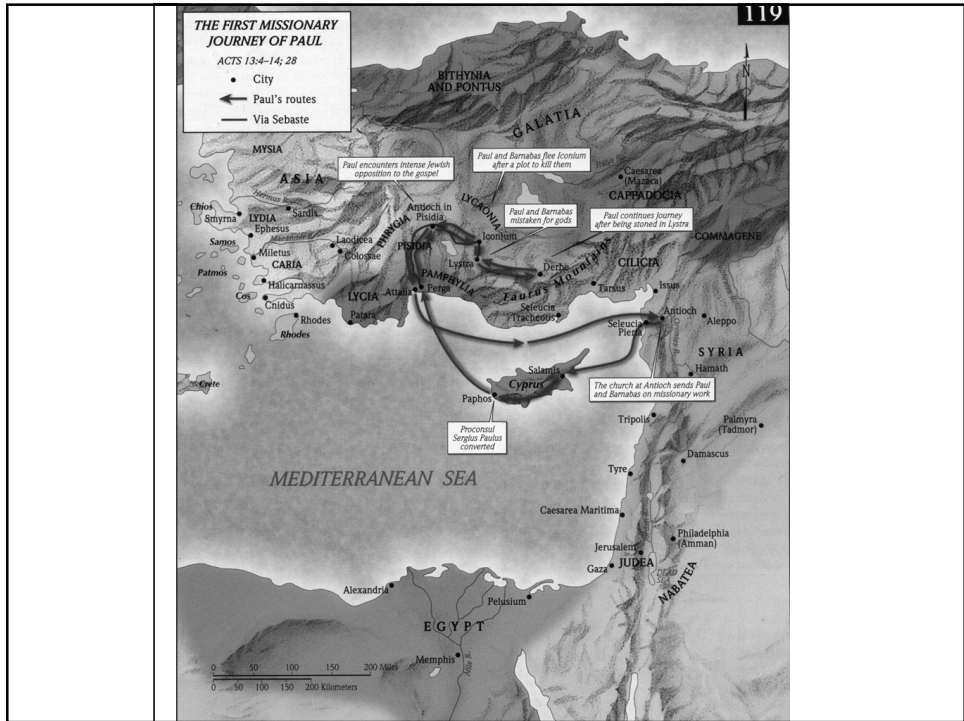 119
THE FIRST MISSIONARY
JOURNEY OF PAUL
ACTS 13:4–14; 28
City
Paul's routes
Via Sebaste
N
BITHYNIA
AND PONTUS
GALATIA
MYSIA
Paul encounters intense Jewish
opposition to the gospel
Paul and Barnabas flee Iconium
after a plot to kill them
Caesarea
(Mazaca)
CAPPADOCIA
ASIA
Hermus R.
Chios
Smyrna
LYDIA
Sardis
Antioch in
Pisidia
LYCAONIA
Paul and Barnabas
mistaken for gods
Paul continues journey
after being stoned in Lystra
Ephesus
Samos
Maeander R.
Laodicea
PHRYGIA
PISIDIA
Iconium
COMMAGENE
Miletus
Colossae
CARIA
Lystra
Derbe
CILICIA
Patmos
Halicarnassus
PAMPHYLIA
Taurus Mountains
Tarsus
Issus
Cos
Cnidus
LYCIA
Attalia
Perga
Seleucia
Tracheotis
Rhodes
Patara
Rhodes
Antioch
Seleucia
Pieria
Aleppo
Orontes R.
SYRIA
Salamis
Cyprus
Hamath
Crete
Paphos
The church at Antioch sends Paul
and Barnabas on missionary work
Tripolis
Palmyra
(Tadmor)
Proconsul
Sergius Paulus
converted
Damascus
MEDITERRANEAN SEA
Tyre
Caesarea Maritima
Philadelphia
(Amman)
Jerusalem
JUDEA
Gaza
DEAD
SEA
NABATEA
Alexandria
Pelusium
EGYPT
Memphis
Nile R.
0 50 100 150 200 Miles
0 50 100 150 200 Kilometers